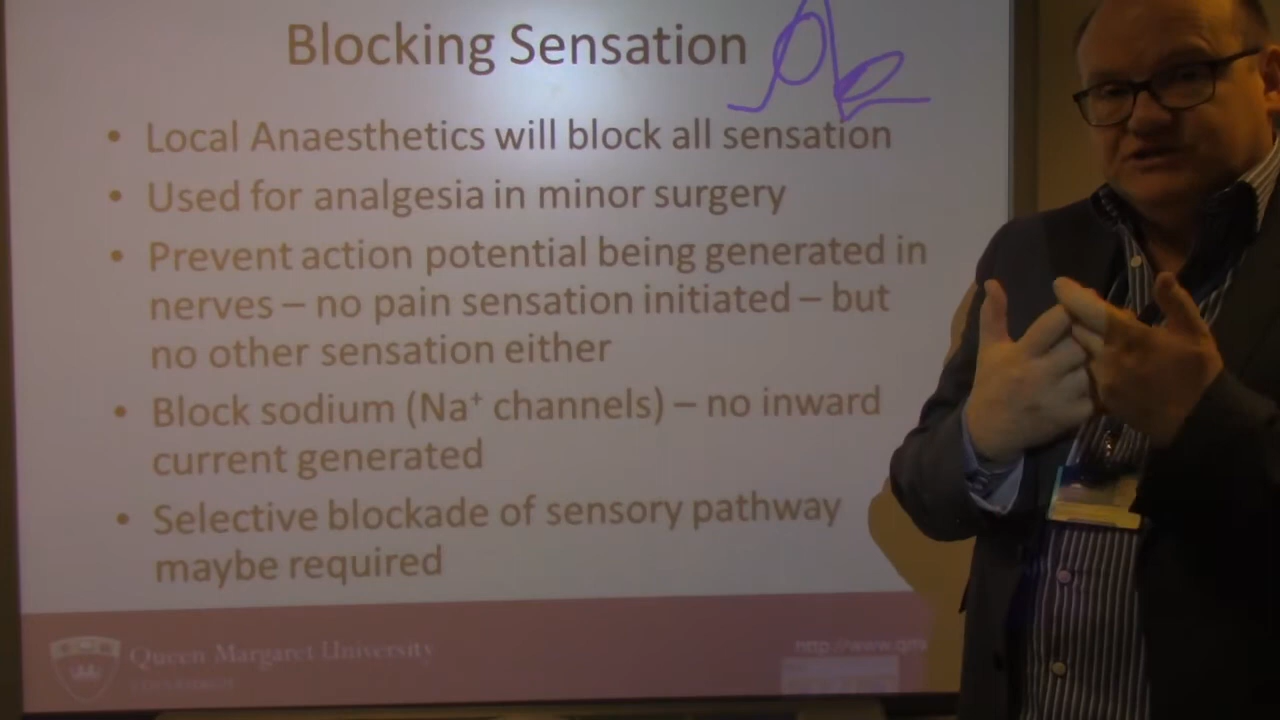 Blocking Sensation
• Local Anaesthetics will block all sensation
• Used for analgesia in minor surgery
• Prevent action potential being generated in
nerves – no pain sensation initiated – but
no other sensation either
• Block sodium (Na⁺ channels) – no inward
current generated
• Selective blockade of sensory pathway
maybe required
Queen Margaret University